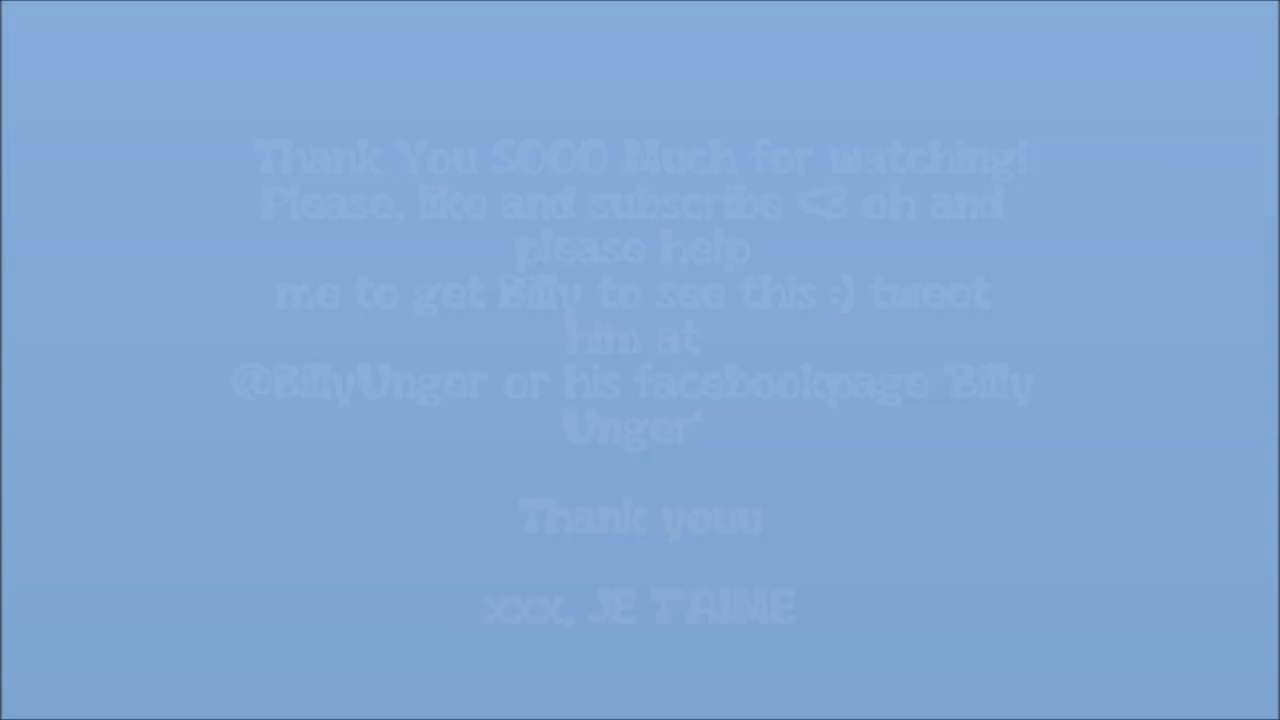 Thank You SOOO Much for watching!
Please, like and subscribe <3 oh and
please help
me to get Billy to see this :) tweet
him at
@BillyUnger or his facebookpage 'Billy
Unger'
Thank youu
xxx, JE T'AIME